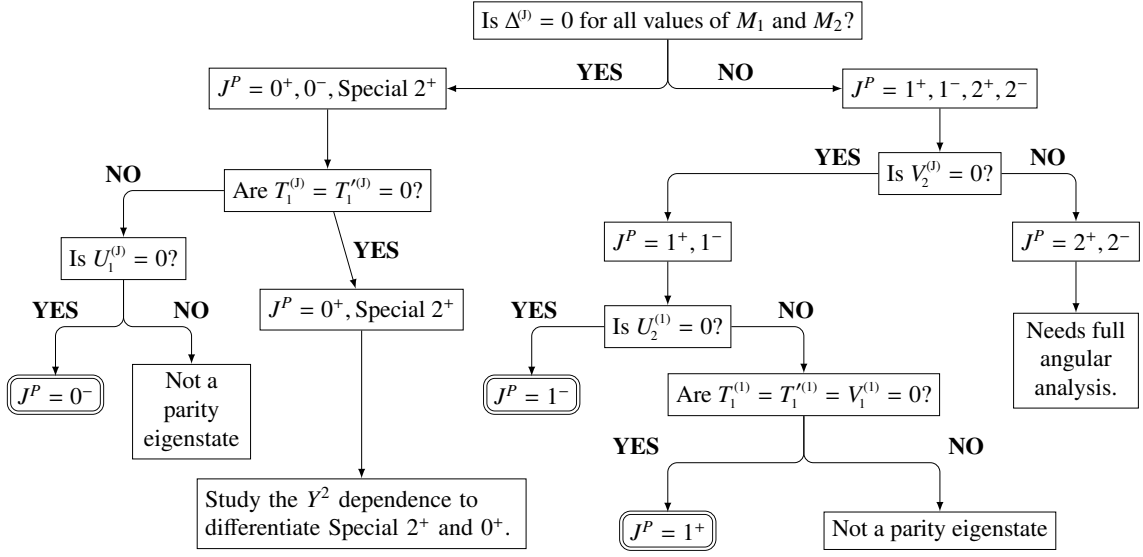 Is Δ^(J) = 0 for all values of M₁ and M₂?
YES
NO
J^P = 0⁺, 0⁻, Special 2⁺
J^P = 1⁺, 1⁻, 2⁺, 2⁻
NO
Are T₁^(J) = T′₁^(J) = 0?
YES
Is V₂^(J) = 0?
NO
Is U₁^(J) = 0?
YES
J^P = 1⁺, 1⁻
J^P = 2⁺, 2⁻
YES
NO
J^P = 0⁺, Special 2⁺
YES
Is U₂^(1) = 0?
NO
Needs full
angular
analysis.
J^P = 0⁻
Not a
parity
eigenstate
J^P = 1⁻
Are T₁^(1) = T′₁^(1) = V₁^(1) = 0?
YES
NO
Study the Y² dependence to
differentiate Special 2⁺ and 0⁺.
J^P = 1⁺
Not a parity eigenstate